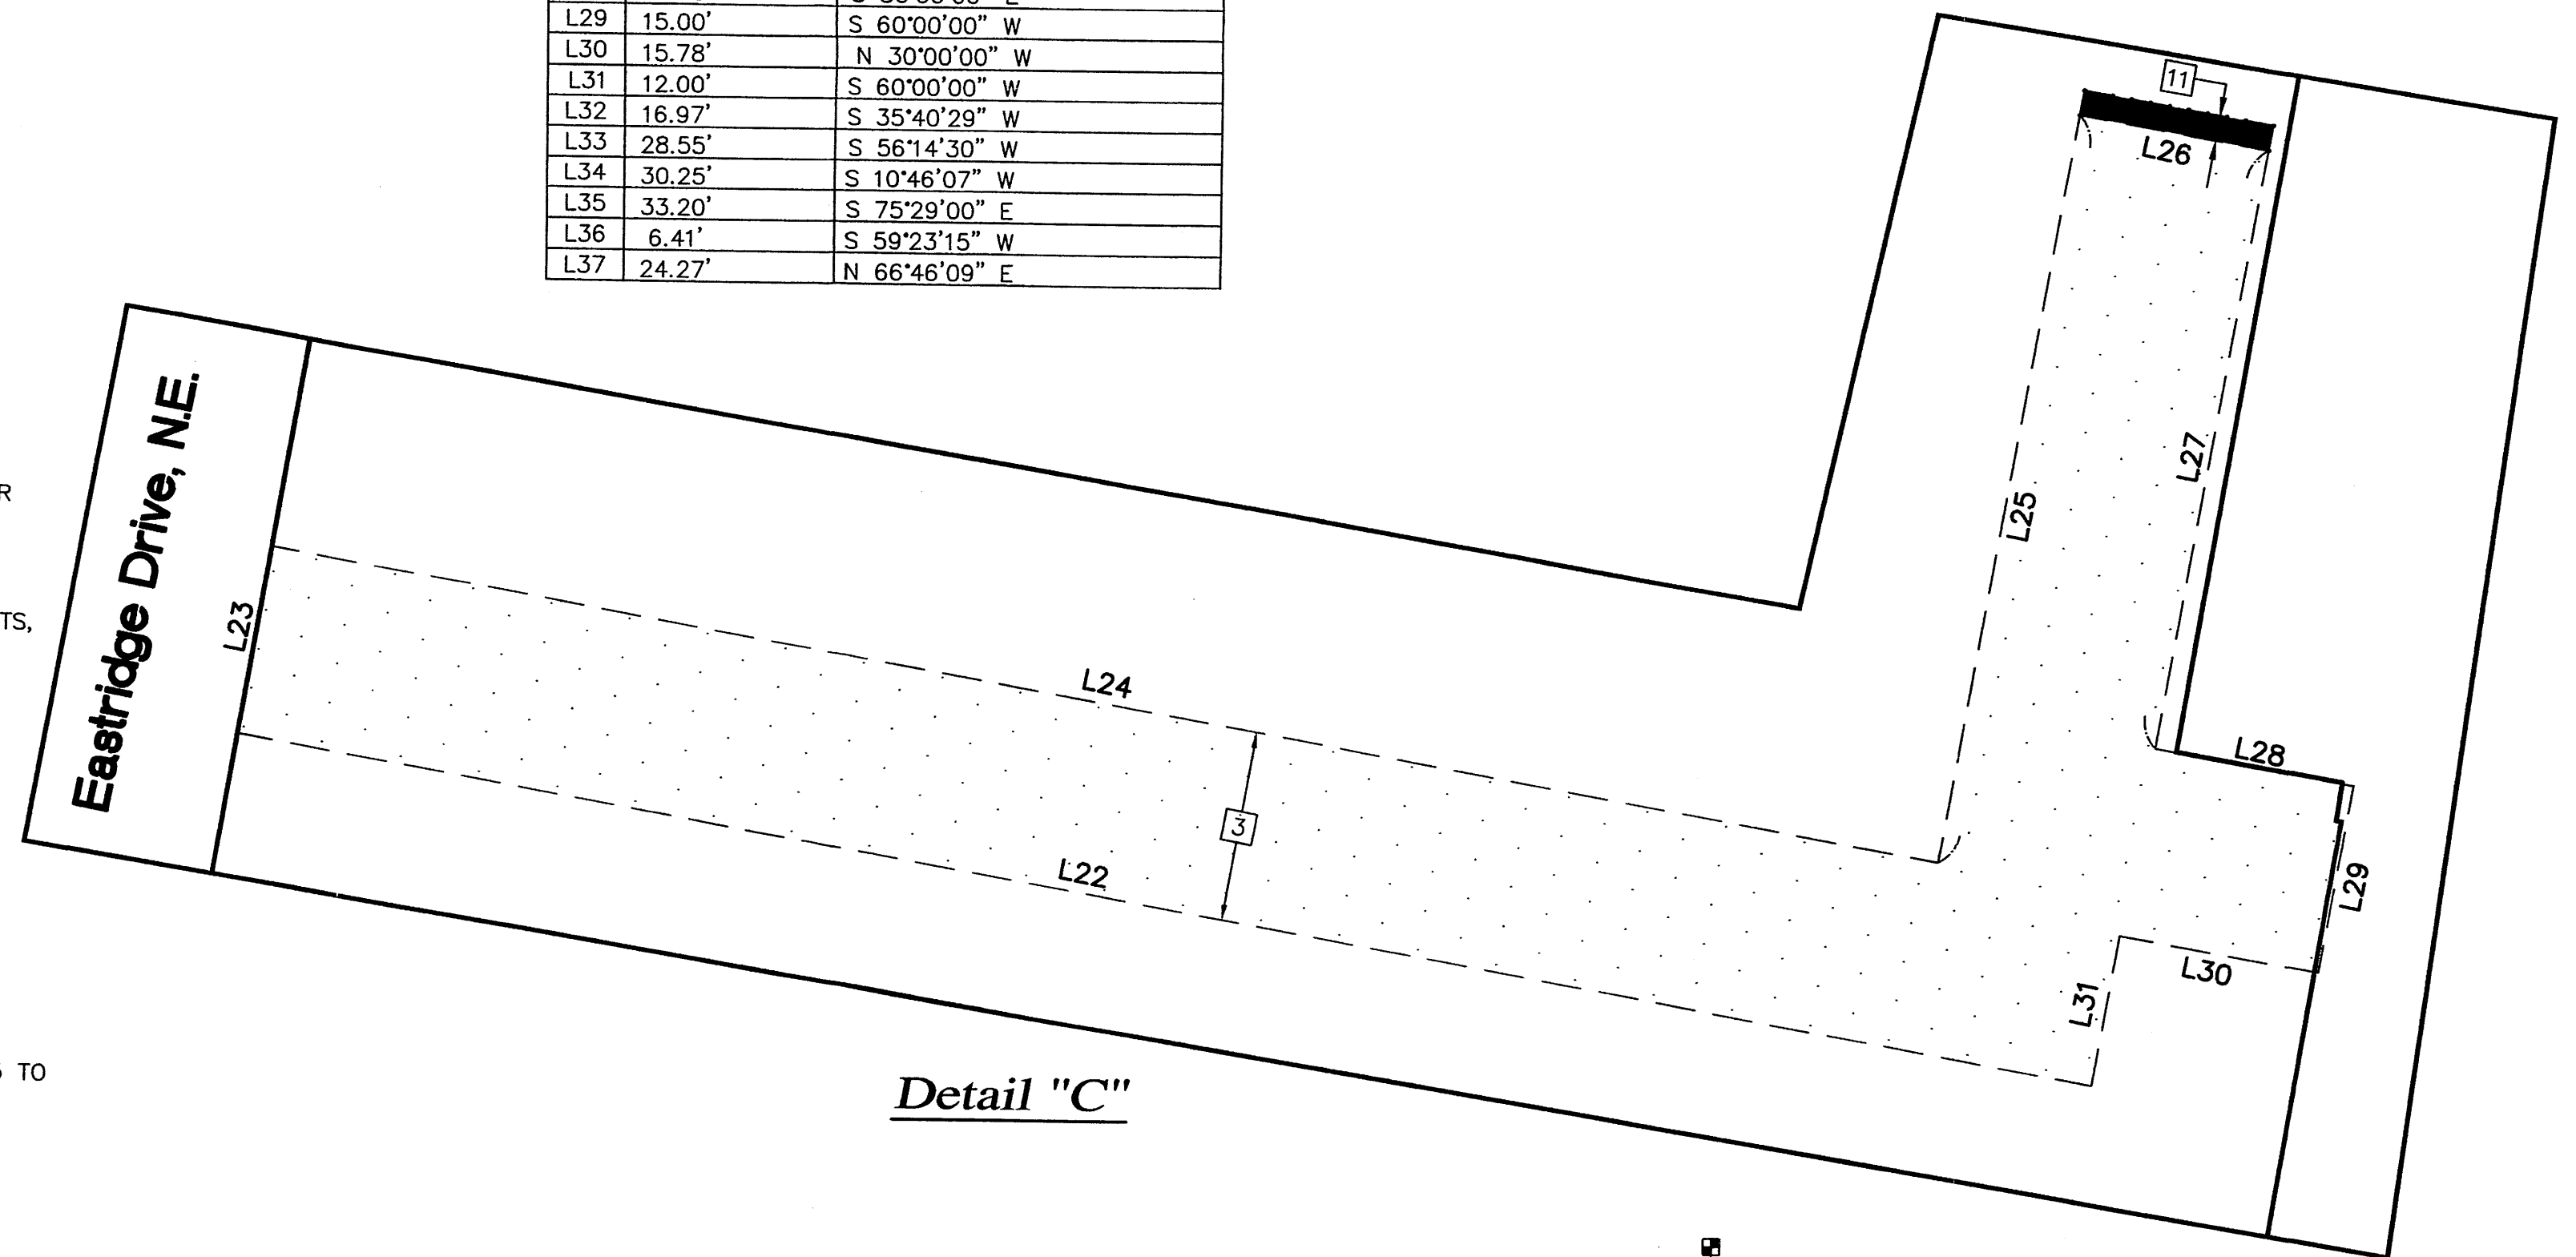 L29 15.00' S 60°00'00" W
L30 15.78' N 30°00'00" W
L31 12.00' S 60°00'00" W
L32 16.97' S 35°40'29" W
L33 28.55' S 56°14'30" W
L34 30.25' S 10°46'07" W
L35 33.20' S 75°29'00" E
L36 6.41' S 59°23'15" W
L37 24.27' N 66°46'09" E
11
L26
Eastridge Drive, N.E.
L27
L25
R
TS,
L23
L24
L28
3
L22
L29
L30
L31
TO
Detail "C"